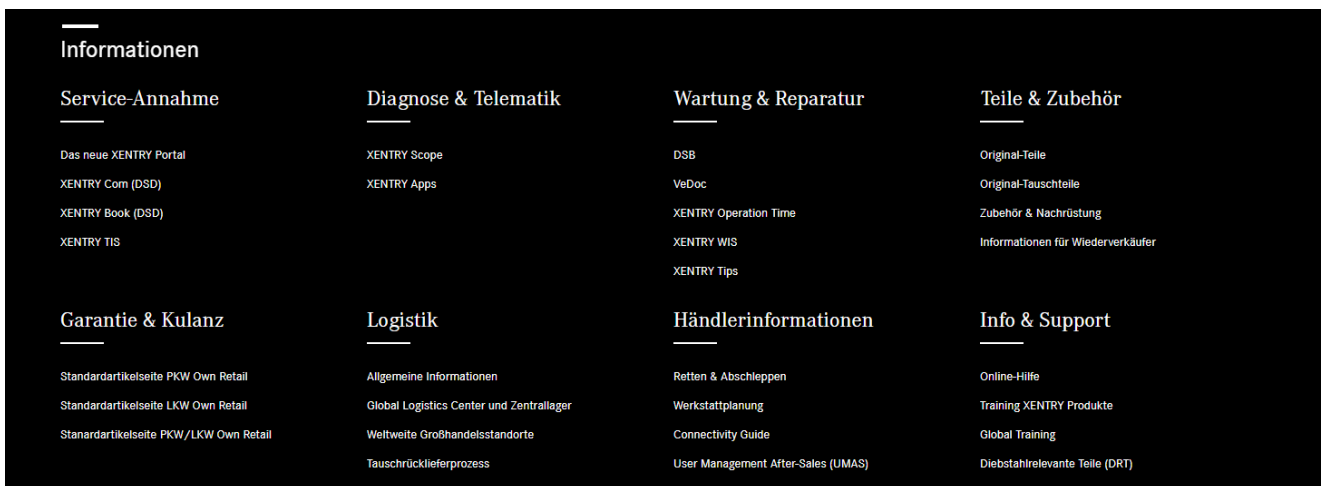 Informationen
Service-Annahme
Das neue XENTRY Portal
XENTRY Com (DSD)
XENTRY Book (DSD)
XENTRY TIS
Diagnose & Telematik
XENTRY Scope
XENTRY Apps
Wartung & Reparatur
DSB
VeDoc
XENTRY Operation Time
XENTRY WIS
XENTRY Tips
Teile & Zubehör
Original-Teile
Original-Tauschteile
Zubehör & Nachrüstung
Informationen für Wiederverkäufer
Garantie & Kulanz
Standardartikelseite PKW Own Retail
Standardartikelseite LKW Own Retail
Stanardartikelseite PKW/LKW Own Retail
Logistik
Allgemeine Informationen
Global Logistics Center und Zentrallager
Weltweite Großhandelsstandorte
Tauschrücklieferprozess
Händlerinformationen
Retten & Abschleppen
Werkstattplanung
Connectivity Guide
User Management After-Sales (UMAS)
Info & Support
Online-Hilfe
Training XENTRY Produkte
Global Training
Diebstahlrelevante Teile (DRT)